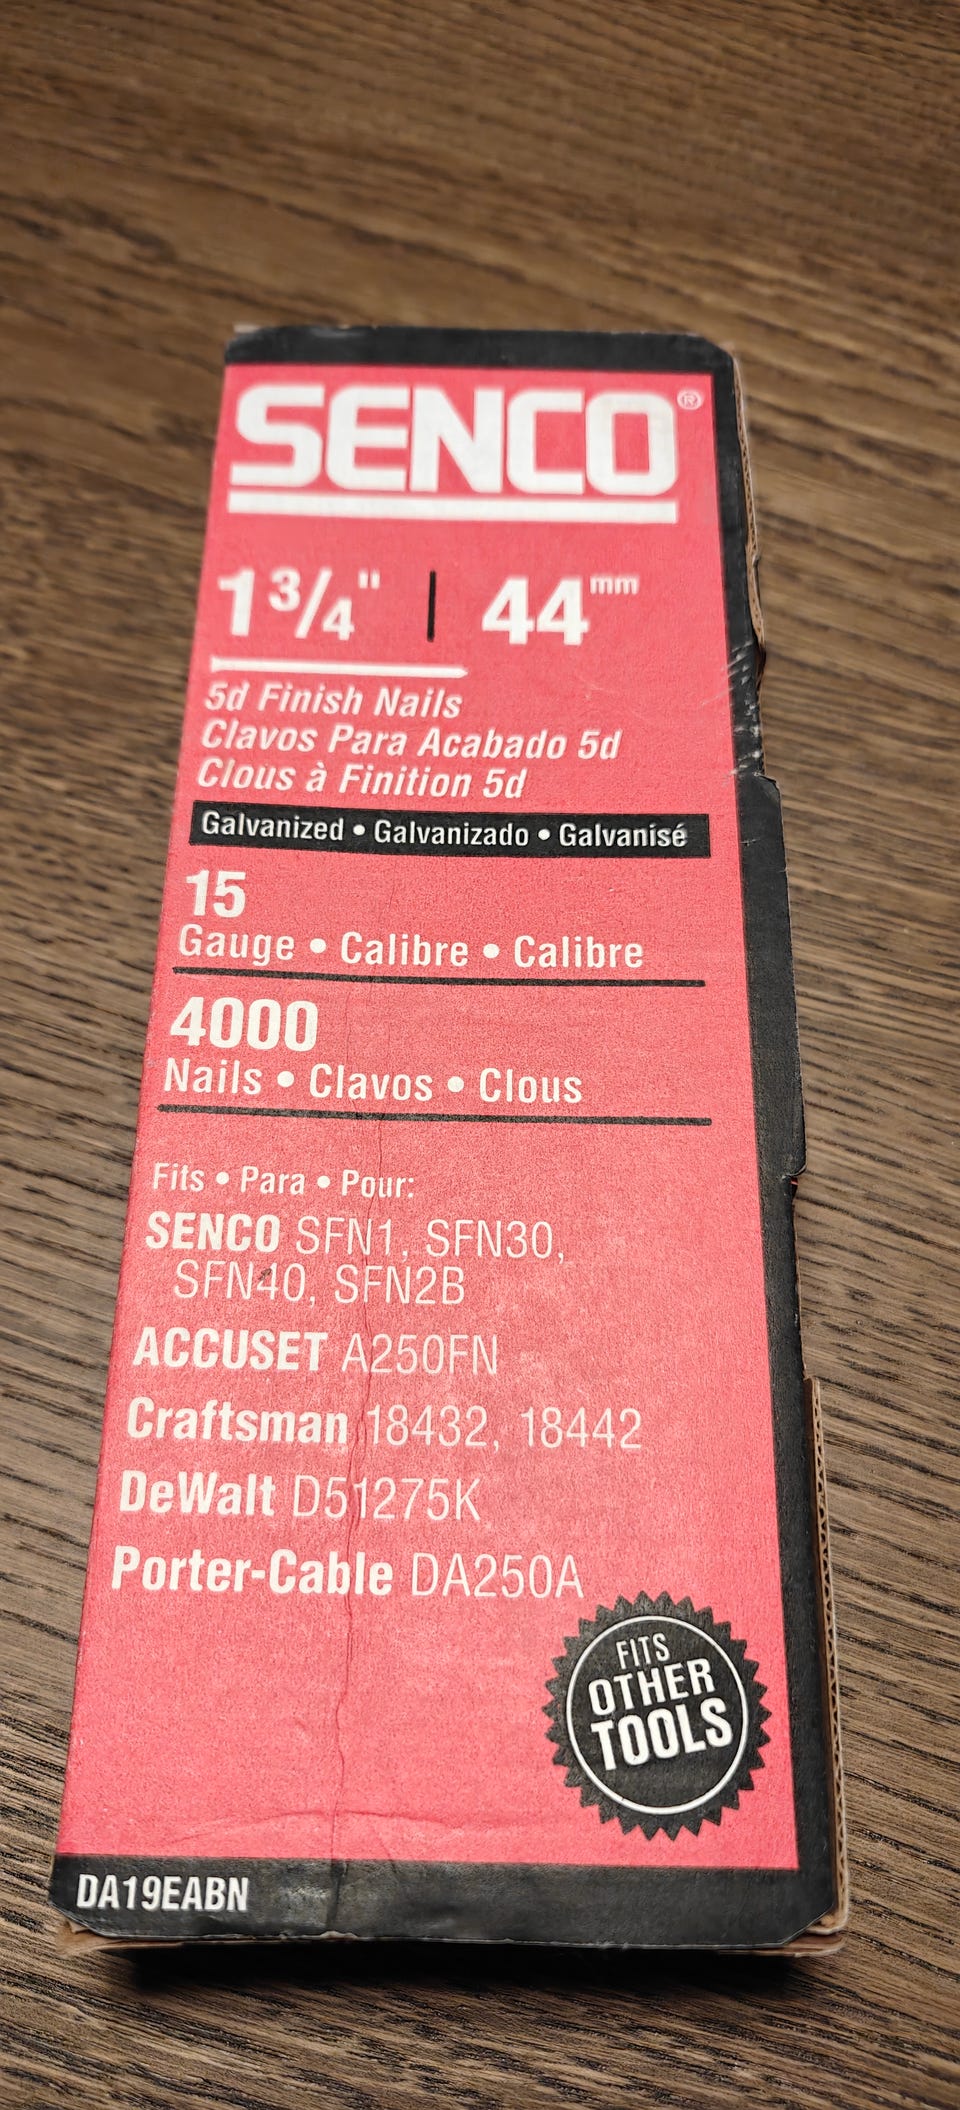 SENCO®
1 3/4" | 44 mm
5d Finish Nails
Clavos Para Acabado 5d
Clous à Finition 5d
Galvanized • Galvanizado • Galvanisé
15
Gauge • Calibre • Calibre
4000
Nails • Clavos • Clous
Fits • Para • Pour:
SENCO SFN1, SFN30,
SFN40, SFN2B
ACCUSET A250FN
Craftsman 18432, 18442
DeWalt D51275K
Porter-Cable DA250A
FITS
OTHER
TOOLS
DA19EABN